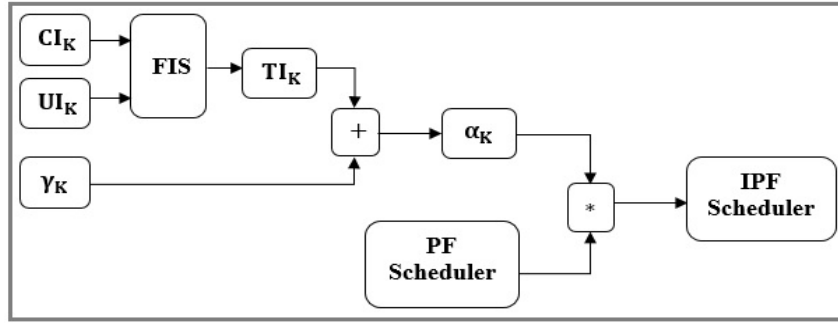 CI_K
FIS
TI_K
UI_K
+
α_K
γ_K
IPF
Scheduler
*
PF
Scheduler